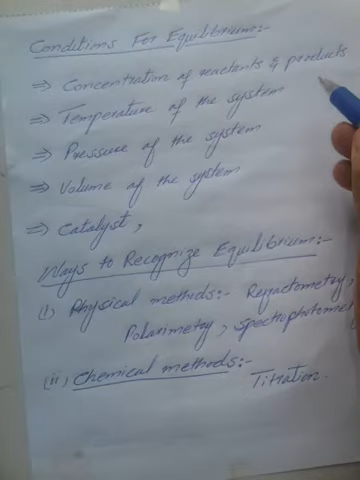 Conditions For Equilibrium:-
⇒ Concentration of reactants & products
⇒ Temperature of the system
⇒ Pressure of the system
⇒ Volume of the system
⇒ Catalyst,
Ways to Recognize Equilibrium:-
(i) Physical methods:- Refractometry,
Polarimetry, Spectrophotomet
(ii) Chemical methods:-
Titration.